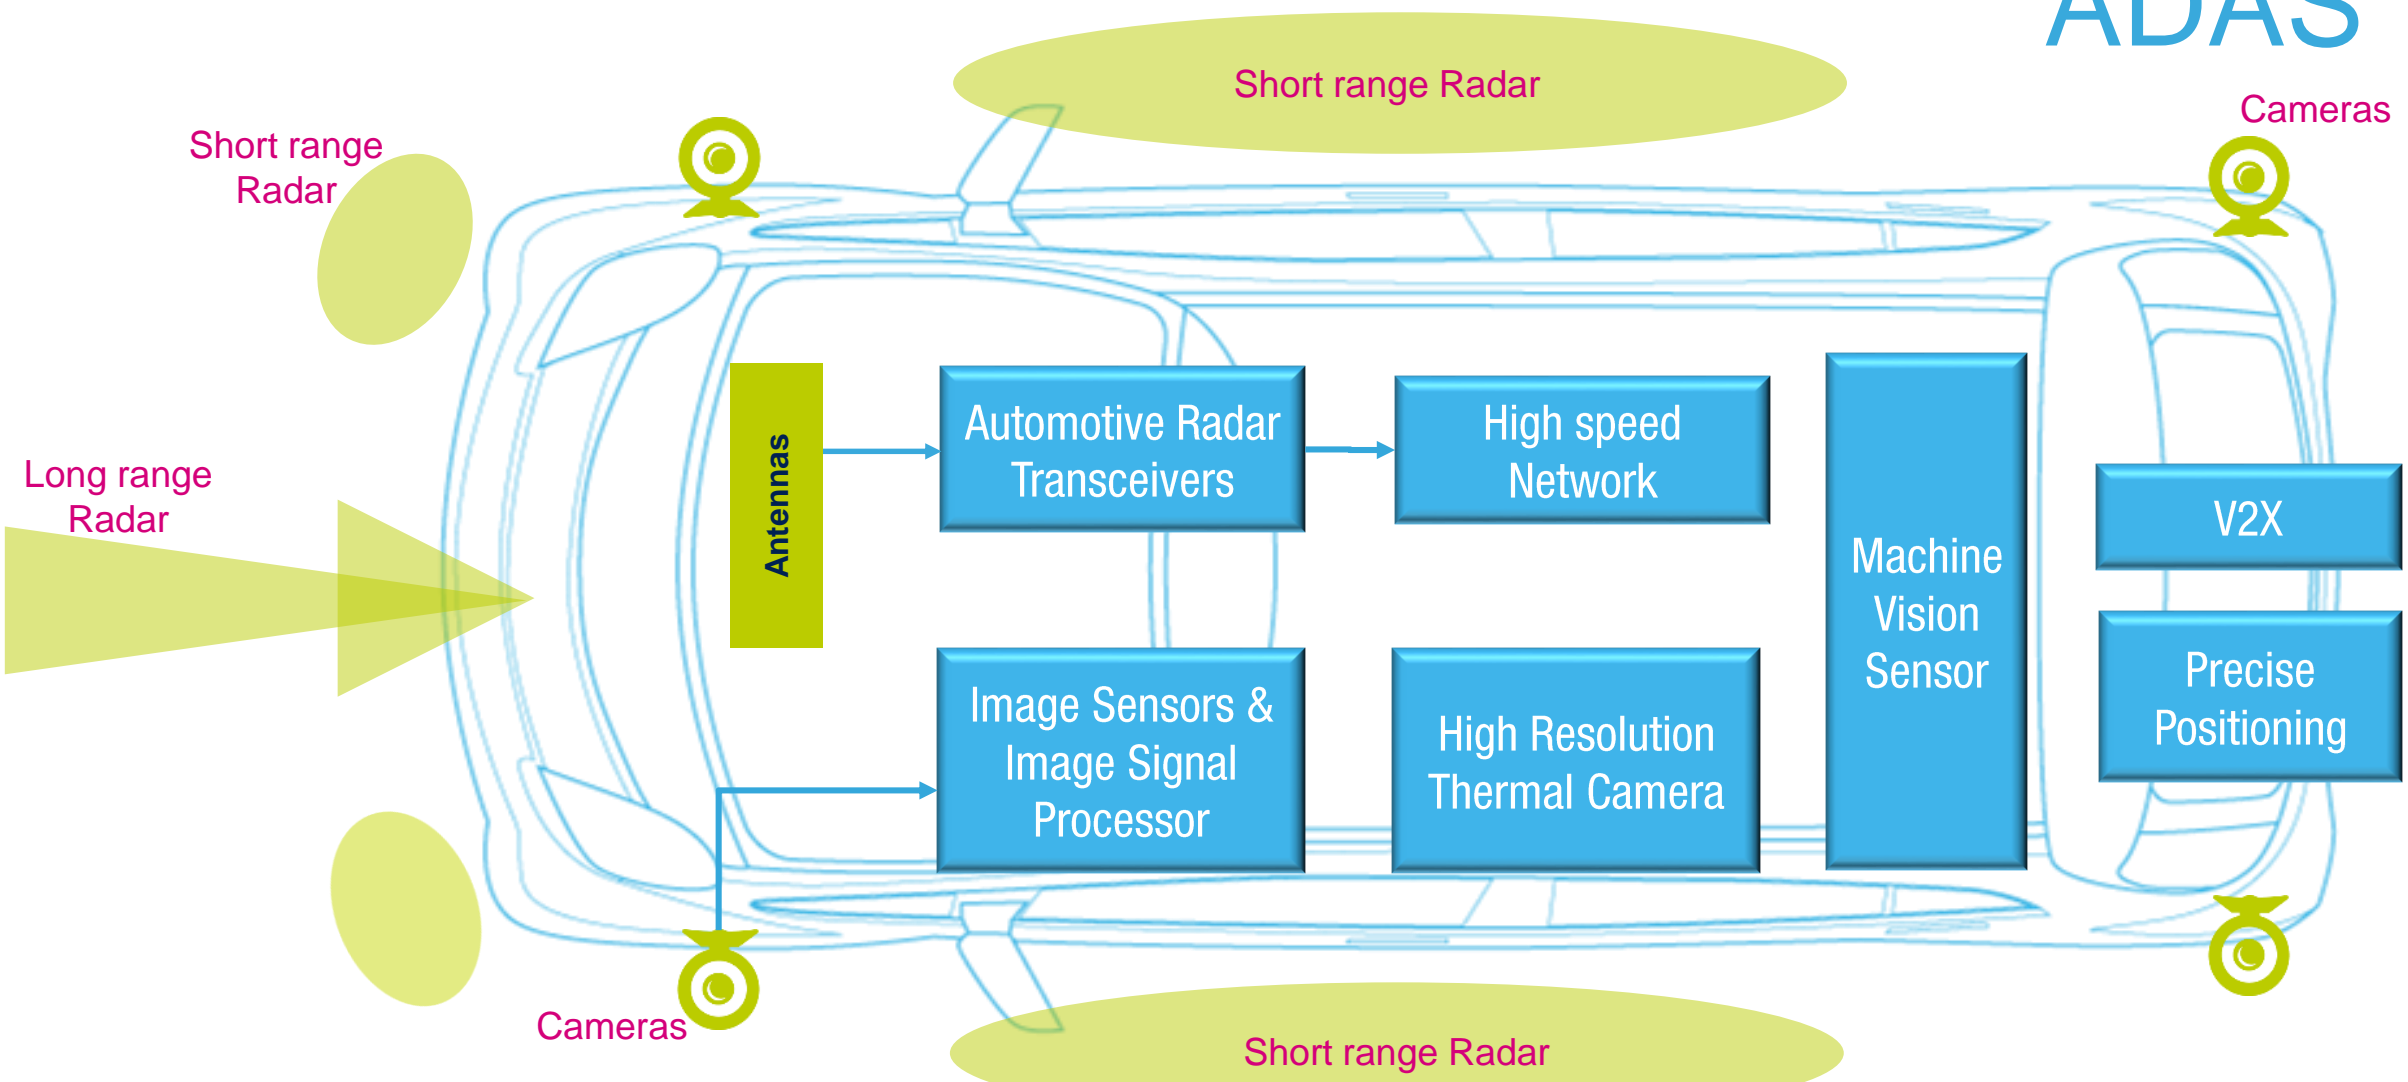 ADAS
Short range Radar
Cameras
Short range
Radar
Long range
Radar
Antennas
Automotive Radar
Transceivers
High speed
Network
Machine
Vision
Sensor
V2X
Precise
Positioning
Image Sensors &
Image Signal
Processor
High Resolution
Thermal Camera
Cameras
Short range Radar